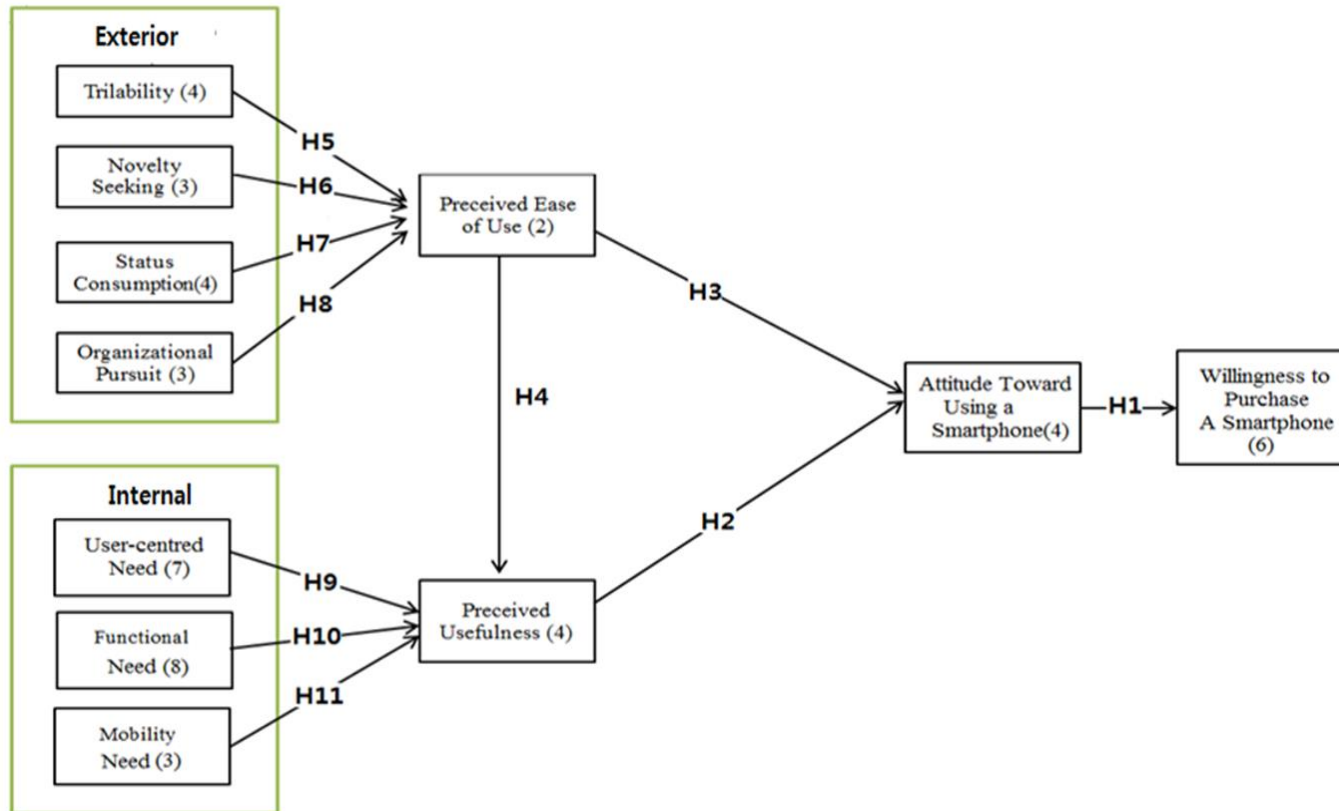 Exterior
Trilability (4)
Novelty
Seeking (3)
Status
Consumption(4)
Organizational
Pursuit (3)
H5
H6
H7
H8
Preceived Ease
of Use (2)
H3
H4
Attitude Toward
Using a
Smartphone(4)
H1
Willingness to
Purchase
A Smartphone
(6)
Internal
User-centred
Need (7)
Functional
Need (8)
Mobility
Need (3)
H9
H10
H11
Preceived
Usefulness (4)
H2